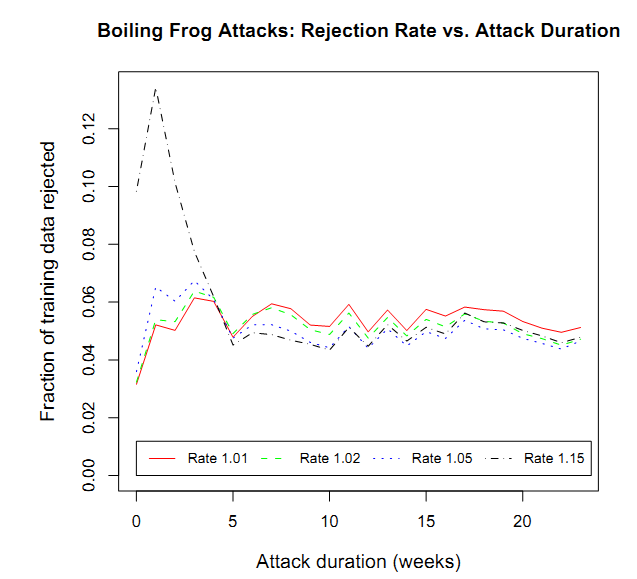 Boiling Frog Attacks: Rejection Rate vs. Attack Duration
Fraction of training data rejected
0.12
0.10
0.08
0.06
0.04
0.02
0.00
Rate 1.01 Rate 1.02 Rate 1.05 Rate 1.15
0 5 10 15 20
Attack duration (weeks)